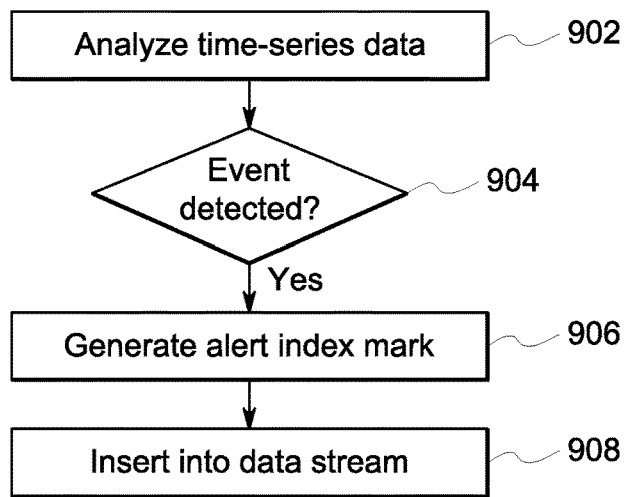 Analyze time-series data
902
Event
detected?
904
Yes
Generate alert index mark
906
Insert into data stream
908